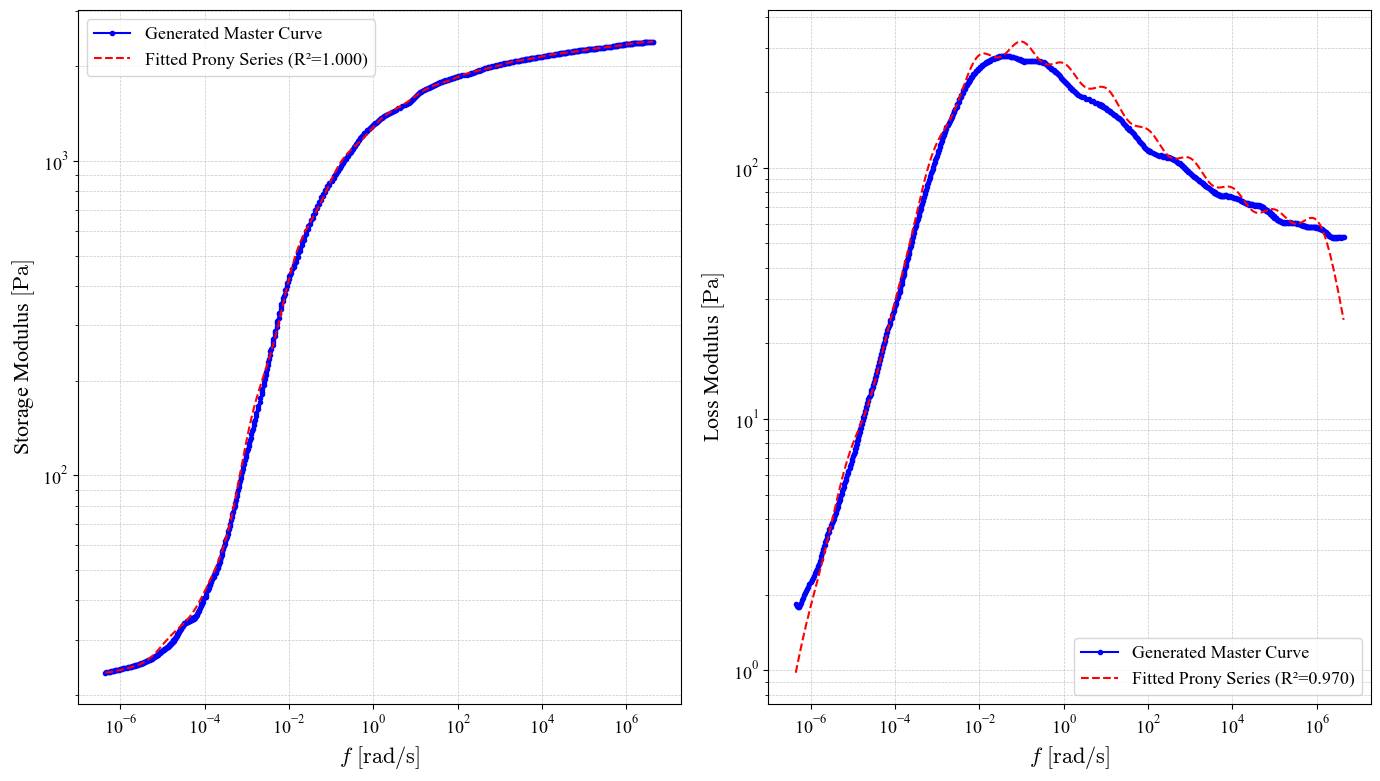 Generated Master Curve
Fitted Prony Series (R²=1.000)
10³
10²
Storage Modulus [Pa]
10⁻⁶ 10⁻⁴ 10⁻² 10⁰ 10² 10⁴ 10⁶
f [rad/s]
10²
10¹
10⁰
Loss Modulus [Pa]
Generated Master Curve
Fitted Prony Series (R²=0.970)
10⁻⁶ 10⁻⁴ 10⁻² 10⁰ 10² 10⁴ 10⁶
f [rad/s]